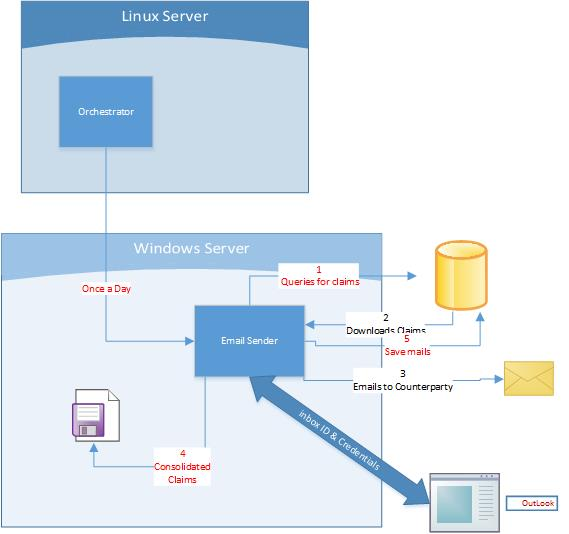 Linux Server
Orchestrator
Windows Server
1
Queries for claims
Once a Day
2
Downloads Claims
Email Sender
5
Save mails
3
Emails to Counterparty
inbox ID & Credentials
4
Consolidated
Claims
OutLook